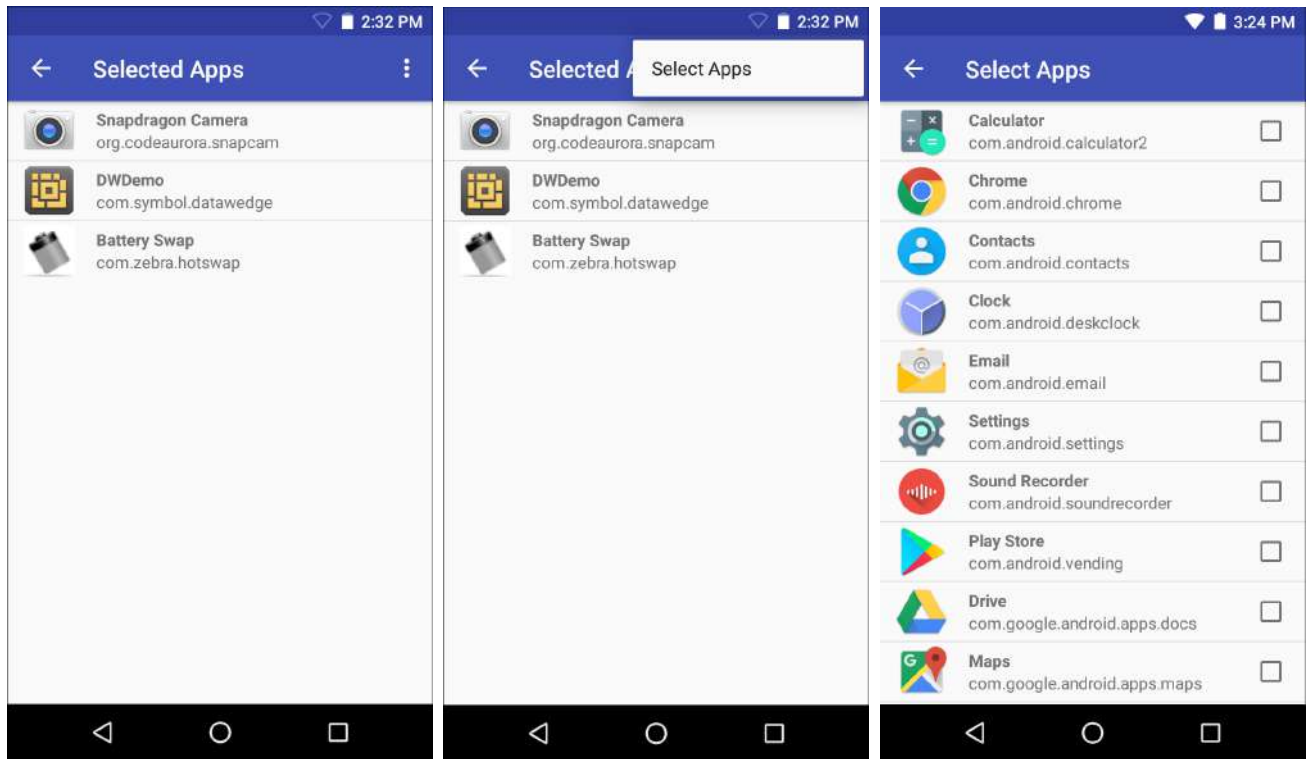 2:32 PM
Selected Apps
Snapdragon Camera
org.codeaurora.snapcam
DWDemo
com.symbol.datawedge
Battery Swap
com.zebra.hotswap
2:32 PM
Selected A
Select Apps
Snapdragon Camera
org.codeaurora.snapcam
DWDemo
com.symbol.datawedge
Battery Swap
com.zebra.hotswap
3:24 PM
Select Apps
Calculator
com.android.calculator2
Chrome
com.android.chrome
Contacts
com.android.contacts
Clock
com.android.deskclock
Email
com.android.email
Settings
com.android.settings
Sound Recorder
com.android.soundrecorder
Play Store
com.android.vending
Drive
com.google.android.apps.docs
Maps
com.google.android.apps.maps